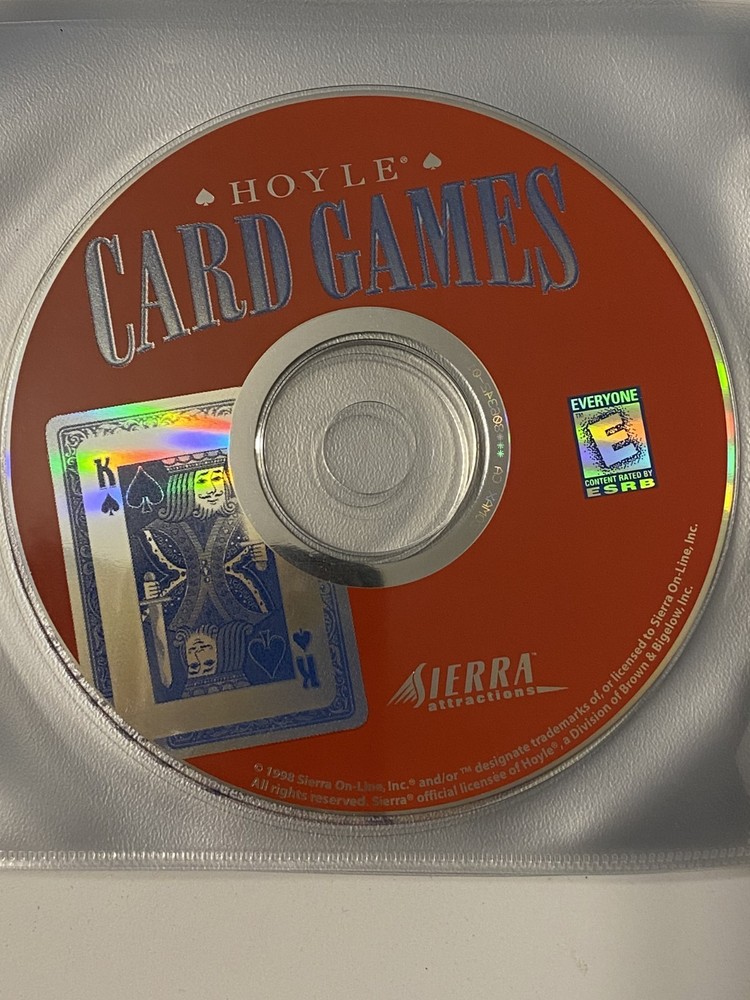 ♠ HOYLE® ♠
CARD GAMES
K
K
EVERYONE
™
E
CONTENT RATED BY
ESRB
SIERRA™
attractions
© 1998 Sierra On-Line, Inc.® and/or ™ designate trademarks of, or licensed to Sierra On-Line, Inc.
All rights reserved. Sierra® official licensee of Hoyle®, a Division of Brown & Bigelow, Inc.